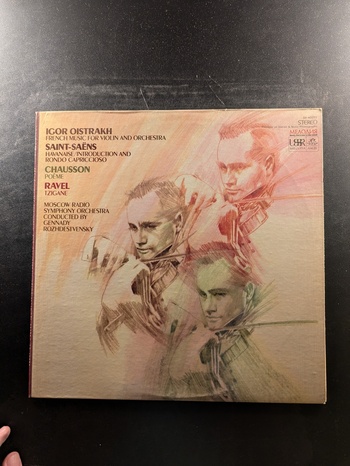 IGOR OISTRAKH
FRENCH MUSIC FOR VIOLIN AND ORCHESTRA
SAINT-SAËNS
HAVANAISE/INTRODUCTION AND
RONDO CAPRICCIOSO
CHAUSSON
POÈME
RAVEL
TZIGANE
MOSCOW RADIO
SYMPHONY ORCHESTRA
CONDUCTED BY
GENNADY
ROZHDESTVENSKY
STEREO
USSR